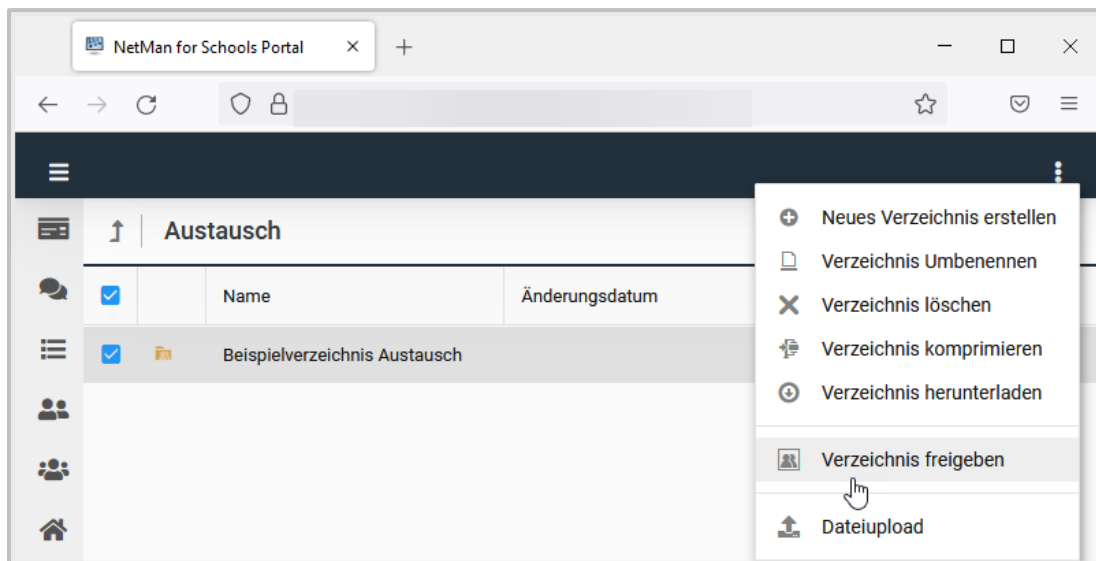 NetMan for Schools Portal
Austausch
Name Änderungsdatum
Beispielverzeichnis Austausch
Neues Verzeichnis erstellen
Verzeichnis Umbenennen
Verzeichnis löschen
Verzeichnis komprimieren
Verzeichnis herunterladen
Verzeichnis freigeben
Dateiupload